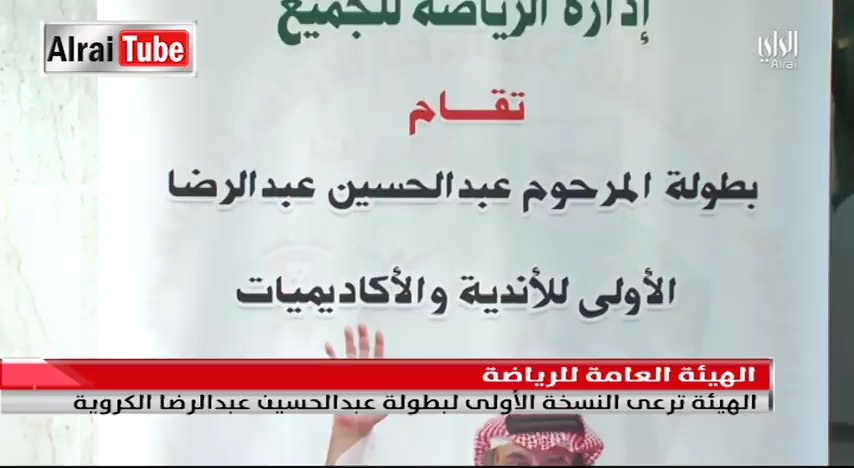 إدارة الرياضة للجميع
Alrai Tube
الراي
Alrai
تقام
بطولة المرحوم عبدالحسين عبدالرضا
الأولى للأندية والأكاديميات
الهيئة العامة للرياضة
الهيئة ترعى النسخة الأولى لبطولة عبدالحسين عبدالرضا الكروية